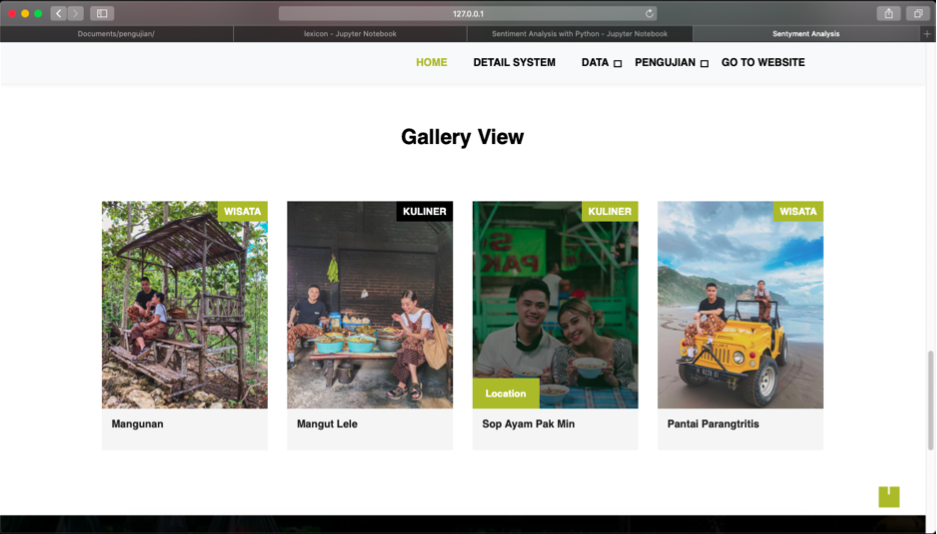 127.0.0.1
Documents/pengujian/
lexicon - Jupyter Notebook
Sentiment Analysis with Python - Jupyter Notebook
Sentyment Analysis
HOME DETAIL SYSTEM DATA PENGUJIAN GO TO WEBSITE
Gallery View
WISATA
KULINER
KULINER
WISATA
Location
Mangunan
Mangut Lele
Sop Ayam Pak Min
Pantai Parangtritis